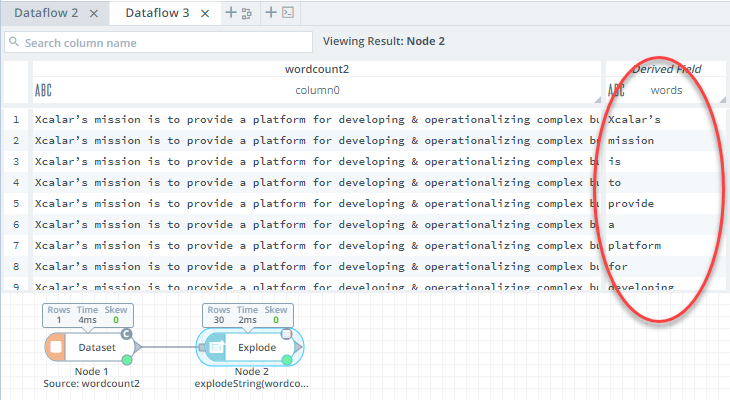 Dataflow 2 × Dataflow 3 ×
Search column name Viewing Result: Node 2
wordcount2 Derived Field
ABC column0 ABC words
1 Xcalar’s mission is to provide a platform for developing & operationalizing complex bu Xcalar’s
2 Xcalar’s mission is to provide a platform for developing & operationalizing complex bu mission
3 Xcalar’s mission is to provide a platform for developing & operationalizing complex bu is
4 Xcalar’s mission is to provide a platform for developing & operationalizing complex bu to
5 Xcalar’s mission is to provide a platform for developing & operationalizing complex bu provide
6 Xcalar’s mission is to provide a platform for developing & operationalizing complex bu a
7 Xcalar’s mission is to provide a platform for developing & operationalizing complex bu platform
8 Xcalar’s mission is to provide a platform for developing & operationalizing complex bu for
9 Xcalar’s mission is to provide a platform for developing & operationalizing complex bu developing
Rows Time Skew Rows Time Skew
1 4ms 0 30 2ms 0
C
Dataset Explode
Node 1 Node 2
Source: wordcount2 explodeString(wordco...